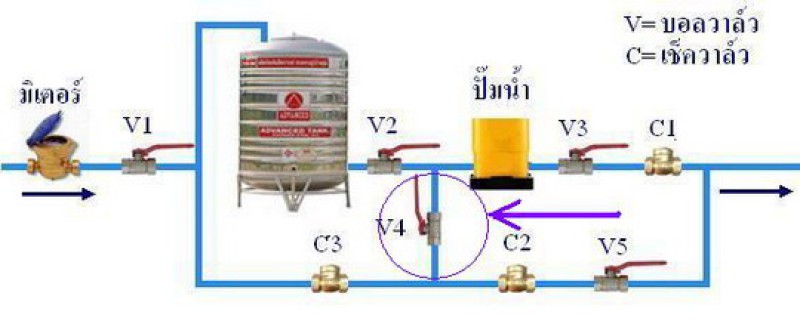 V= บอลวาล์ว
C= เช็ควาล์ว
มิเตอร์
ปั๊มน้ำ
V1
V2
V3
C1
ADVANCED
ADVANCED TANK
V4
C3
C2
V5